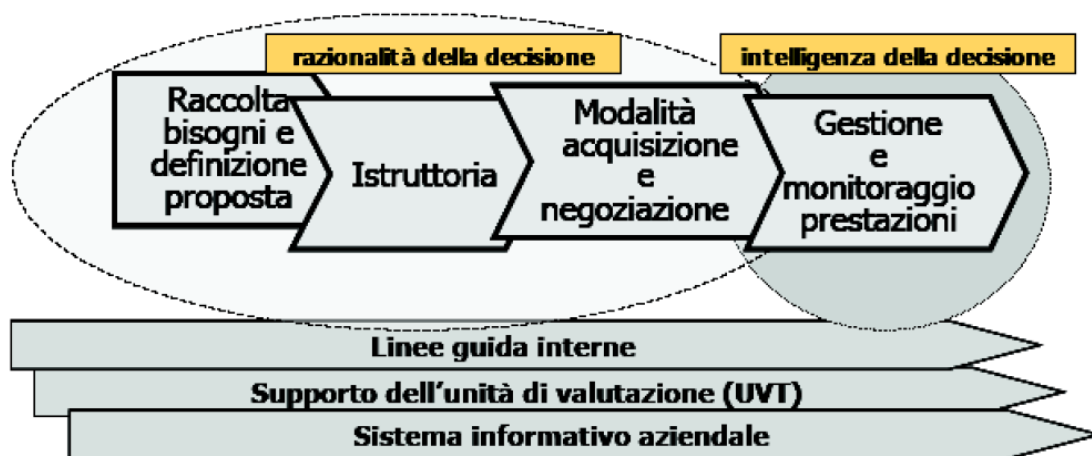 razionalità della decisione
intelligenza della decisione
Raccolta
bisogni e
definizione
proposta
Istruttoria
Modalità
acquisizione
e
negoziazione
Gestione
e
monitoraggio
prestazioni
Linee guida interne
Supporto dell'unità di valutazione (UVT)
Sistema informativo aziendale